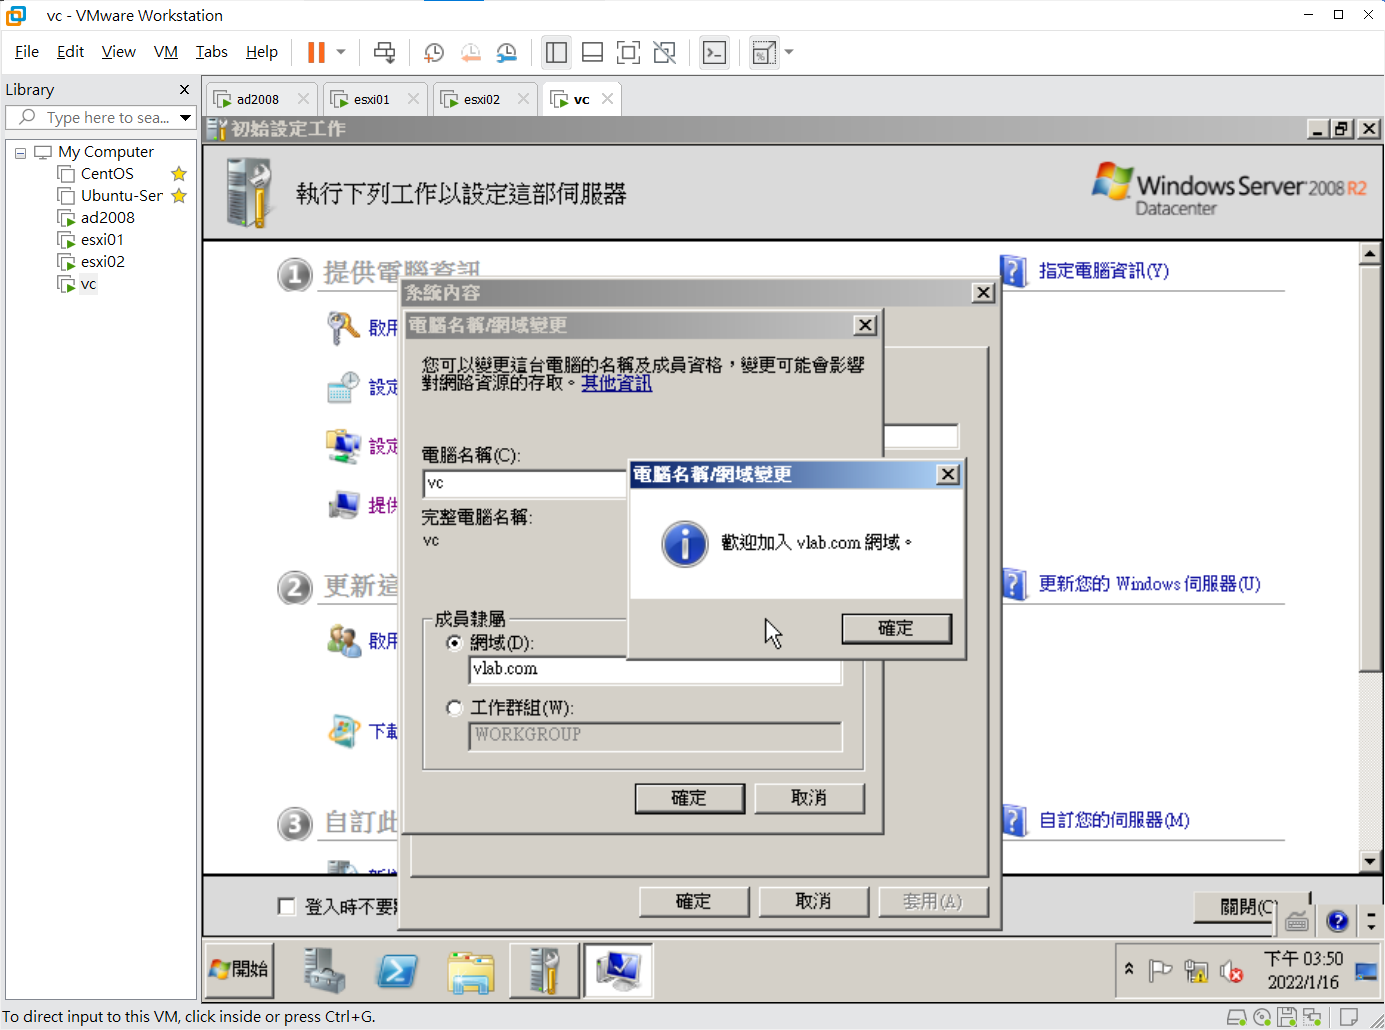 vc - VMware Workstation
File Edit View VM Tabs Help
Library
Type here to sea...
My Computer
CentOS
Ubuntu-Ser
ad2008
esxi01
esxi02
vc
ad2008 esxi01 esxi02 vc
初始設定工作
執行下列工作以設定這部伺服器
Windows Server 2008 R2
Datacenter
1 提供電腦資訊
指定電腦資訊(Y)
啟用
設定
設定
提供
2 更新這
更新您的 Windows 伺服器(U)
啟用
下載
3 自訂此
自訂您的伺服器(M)
新增
系統內容
電腦名稱/網域變更
您可以變更這台電腦的名稱及成員資格，變更可能會影響
對網路資源的存取。其他資訊
電腦名稱(C):
vc
完整電腦名稱:
vc
成員隸屬
網域(D):
vlab.com
工作群組(W):
WORKGROUP
確定 取消
電腦名稱/網域變更
歡迎加入 vlab.com 網域。
確定
確定 取消 套用(A)
登入時不要
關閉(C)
開始
下午 03:50
2022/1/16
To direct input to this VM, click inside or press Ctrl+G.